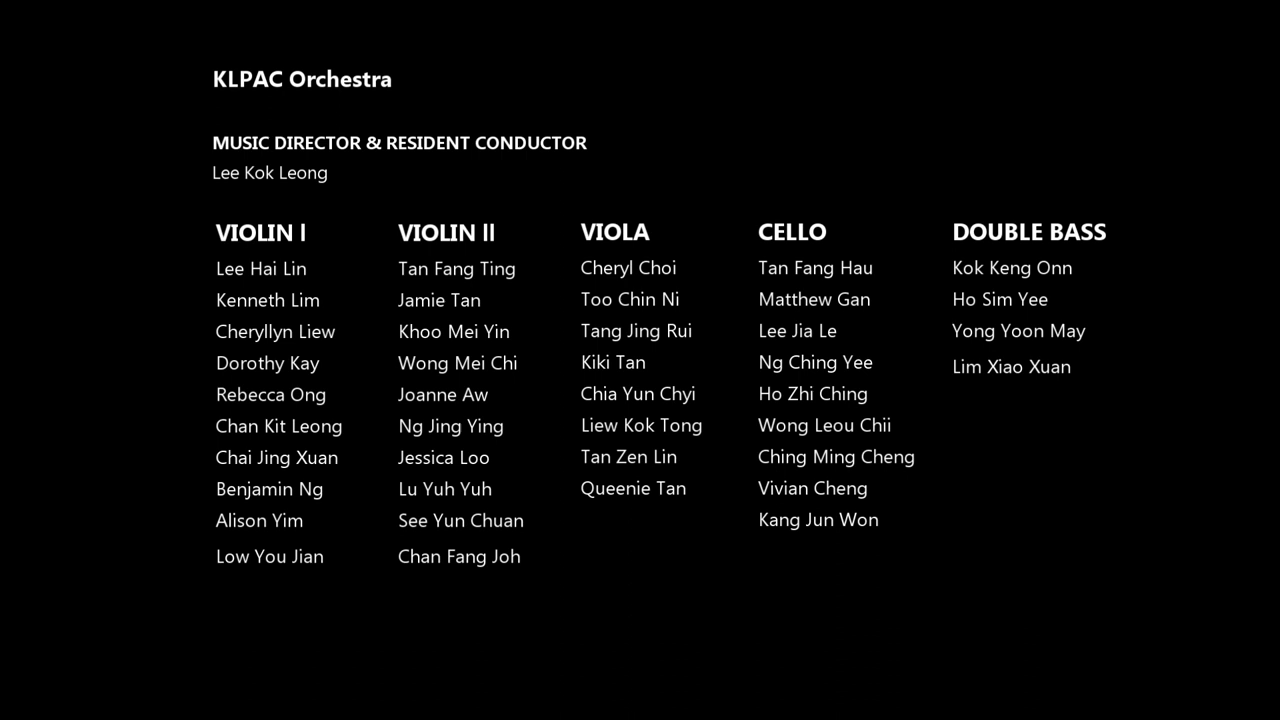 KLPAC Orchestra
MUSIC DIRECTOR & RESIDENT CONDUCTOR
Lee Kok Leong
VIOLIN I
Lee Hai Lin
Kenneth Lim
Cheryllyn Liew
Dorothy Kay
Rebecca Ong
Chan Kit Leong
Chai Jing Xuan
Benjamin Ng
Alison Yim
Low You Jian
VIOLIN II
Tan Fang Ting
Jamie Tan
Khoo Mei Yin
Wong Mei Chi
Joanne Aw
Ng Jing Ying
Jessica Loo
Lu Yuh Yuh
See Yun Chuan
Chan Fang Joh
VIOLA
Cheryl Choi
Too Chin Ni
Tang Jing Rui
Kiki Tan
Chia Yun Chyi
Liew Kok Tong
Tan Zen Lin
Queenie Tan
CELLO
Tan Fang Hau
Matthew Gan
Lee Jia Le
Ng Ching Yee
Ho Zhi Ching
Wong Leou Chii
Ching Ming Cheng
Vivian Cheng
Kang Jun Won
DOUBLE BASS
Kok Keng Onn
Ho Sim Yee
Yong Yoon May
Lim Xiao Xuan